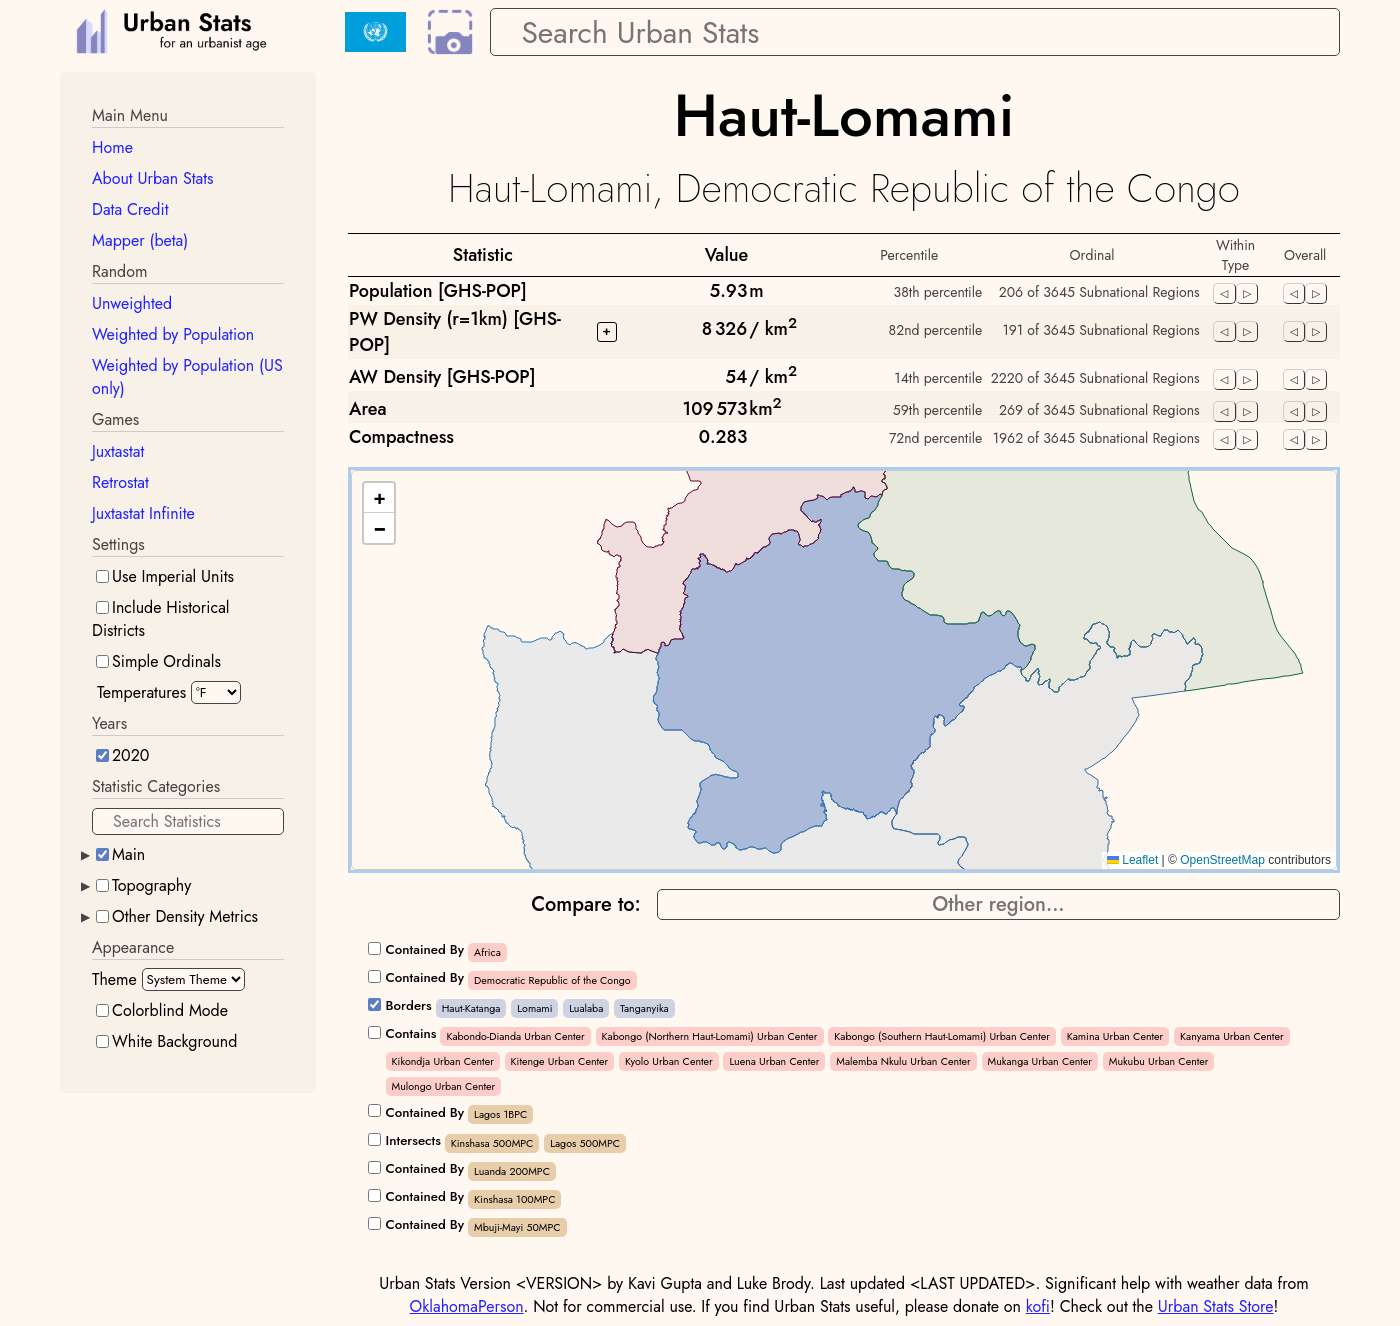 Urban Stats
for an urbanist age
Search Urban Stats
Main Menu
Home
About Urban Stats
Data Credit
Mapper (beta)
Random
Unweighted
Weighted by Population
Weighted by Population (US
only)
Games
Juxtastat
Retrostat
Juxtastat Infinite
Settings
Use Imperial Units
Include Historical
Districts
Simple Ordinals
Temperatures °F
Years
2020
Statistic Categories
Search Statistics
Main
Topography
Other Density Metrics
Appearance
Theme System Theme
Colorblind Mode
White Background
Haut-Lomami
Haut-Lomami, Democratic Republic of the Congo
Statistic Value Percentile Ordinal Within Type Overall
Population [GHS-POP] 5.93 m 38th percentile 206 of 3645 Subnational Regions
PW Density (r=1km) [GHS-
POP] + 8 326 / km² 82nd percentile 191 of 3645 Subnational Regions
AW Density [GHS-POP] 54 / km² 14th percentile 2220 of 3645 Subnational Regions
Area 109 573 km² 59th percentile 269 of 3645 Subnational Regions
Compactness 0.283 72nd percentile 1962 of 3645 Subnational Regions
+
−
Leaflet | © OpenStreetMap contributors
Compare to: Other region...
Contained By Africa
Contained By Democratic Republic of the Congo
Borders Haut-Katanga Lomami Lualaba Tanganyika
Contains Kabondo-Dianda Urban Center Kabongo (Northern Haut-Lomami) Urban Center Kabongo (Southern Haut-Lomami) Urban Center Kamina Urban Center Kanyama Urban Center
Kikondja Urban Center Kitenge Urban Center Kyolo Urban Center Luena Urban Center Malemba Nkulu Urban Center Mukanga Urban Center Mukubu Urban Center
Mulongo Urban Center
Contained By Lagos 1BPC
Intersects Kinshasa 500MPC Lagos 500MPC
Contained By Luanda 200MPC
Contained By Kinshasa 100MPC
Contained By Mbuji-Mayi 50MPC
Urban Stats Version <VERSION> by Kavi Gupta and Luke Brody. Last updated <LAST UPDATED>. Significant help with weather data from
OklahomaPerson. Not for commercial use. If you find Urban Stats useful, please donate on kofi! Check out the Urban Stats Store!